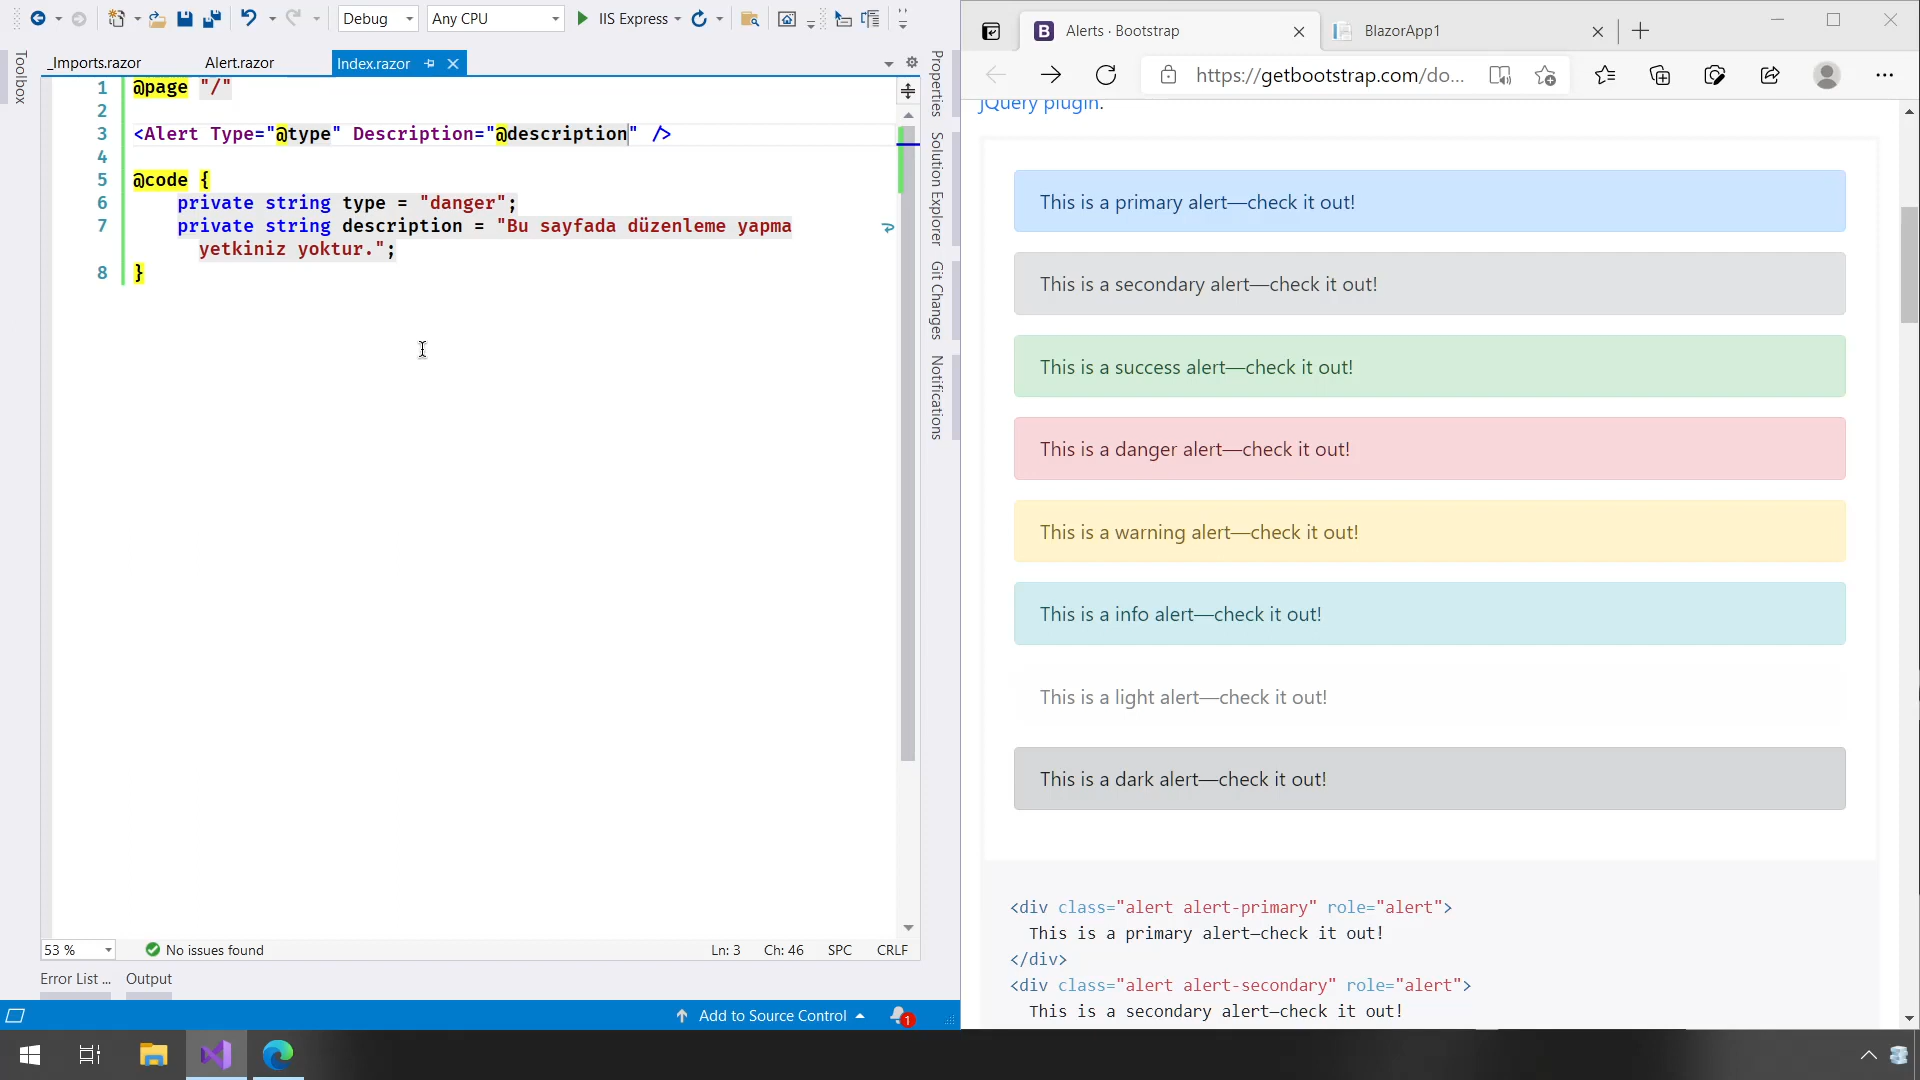 Debug
Any CPU
IIS Express
Toolbox
_Imports.razor
Alert.razor
Index.razor
1 @page "/"
2
3 <Alert Type="@type" Description="@description" />
4
5 @code {
6 private string type = "danger";
7 private string description = "Bu sayfada düzenleme yapma
yetkiniz yoktur.";
8 }
53 %
No issues found
Ln: 3
Ch: 46
SPC
CRLF
Error List ...
Output
Add to Source Control
1
Properties
Solution Explorer
Git Changes
Notifications
B
Alerts · Bootstrap
BlazorApp1
https://getbootstrap.com/do...
jQuery plugin.
This is a primary alert—check it out!
This is a secondary alert—check it out!
This is a success alert—check it out!
This is a danger alert—check it out!
This is a warning alert—check it out!
This is a info alert—check it out!
This is a light alert—check it out!
This is a dark alert—check it out!
<div class="alert alert-primary" role="alert">
This is a primary alert—check it out!
</div>
<div class="alert alert-secondary" role="alert">
This is a secondary alert—check it out!